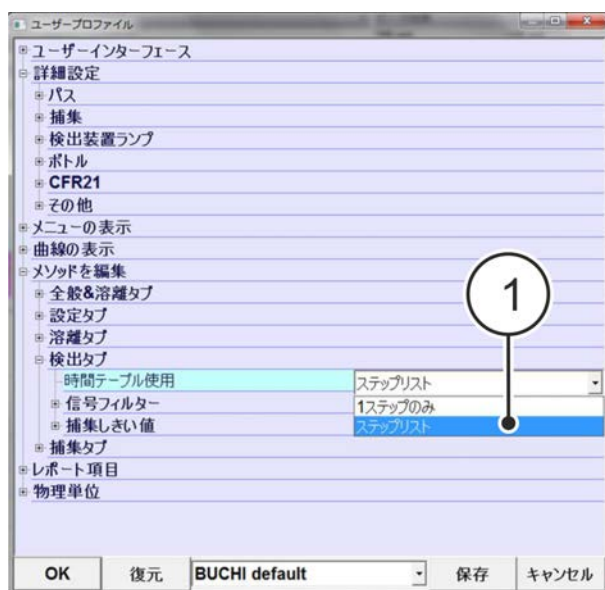 ユーザープロファイル
ユーザーインターフェース
詳細設定
パス
捕集
検出装置ランプ
ボトル
CFR21
その他
メニューの表示
曲線の表示
メソッドを編集
全般&溶離タブ
設定タブ
溶離タブ
検出タブ
時間テーブル使用 ステップリスト
信号フィルター 1ステップのみ
捕集しきい値 ステップリスト
捕集タブ
レポート項目
物理単位
1
OK 復元 BUCHI default 保存 キャンセル